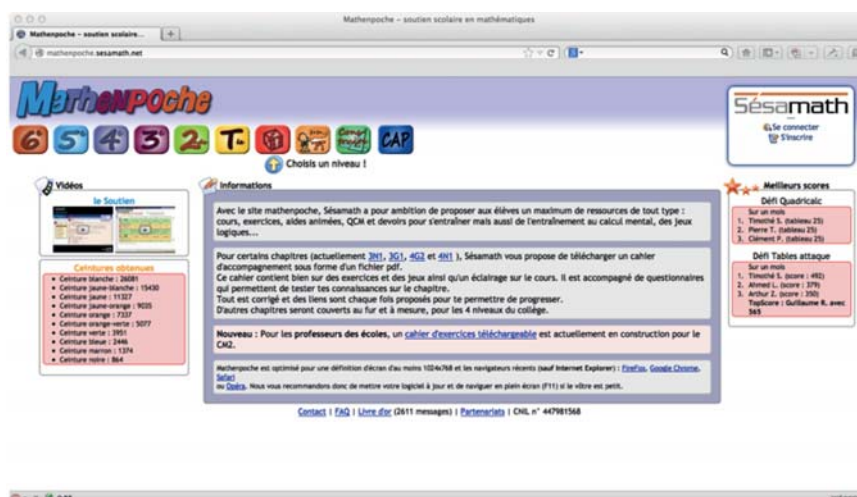 Mathenpoche – soutien scolaire en mathématiques
Mathenpoche – soutien scolaire...
mathenpoche.sesamath.net
MATHENPOCHE
6e 5e 4e 3e 2de CAP
Choisis un niveau !
Sésamath
Se connecter
S'inscrire
Vidéos
le Soutien
Ceintures obtenues
Ceinture blanche : 26081
Ceinture jaune-blanche : 15430
Ceinture jaune : 11327
Ceinture jaune-orange : 9035
Ceinture orange : 7337
Ceinture orange-verte : 5077
Ceinture verte : 3951
Ceinture bleue : 2446
Ceinture marron : 1374
Ceinture noire : 864
Informations
Avec le site mathenpoche, Sésamath a pour ambition de proposer aux élèves un maximum de ressources de tout type :
cours, exercices, aides animées, QCM et devoirs pour s'entraîner mais aussi de l'entraînement au calcul mental, des jeux
logiques...
Pour certains chapitres (actuellement 3N1, 3G1, 4G2 et 4N1 ), Sésamath vous propose de télécharger un cahier
d'accompagnement sous forme d'un fichier pdf.
Ce cahier contient bien sur des exercices et des jeux ainsi qu'un éclairage sur le cours. Il est accompagné de questionnaires
qui permettent de tester tes connaissances sur le chapitre.
Tout est corrigé et des liens sont chaque fois proposés pour te permettre de progresser.
D'autres chapitres seront couverts au fur et à mesure, pour les 4 niveaux du collège.
Nouveau : Pour les professeurs des écoles, un cahier d'exercices téléchargeable est actuellement en construction pour le
CM2.
Mathenpoche est optimisé pour une définition d'écran d'au moins 1024x768 et les navigateurs récents (sauf Internet Explorer) : FireFox, Google Chrome,
Safari
ou Opéra. Nous vous recommandons donc de mettre votre logiciel à jour et de naviguer en plein écran (F11) si le vôtre est petit.
Meilleurs scores
Défi Quadricalc
Sur un mois
1. Timothé S. (tableau 25)
2. Pierre T. (tableau 25)
3. Clément P. (tableau 25)
Défi Tables attaque
Sur un mois
1. Timothé S. (score : 492)
2. Ahmed L. (score : 379)
3. Arthur Z. (score : 350)
TopScore : Guillaume R. avec
565
Contact | FAQ | Livre d'or (2611 messages) | Partenariats | CNIL n° 447981568